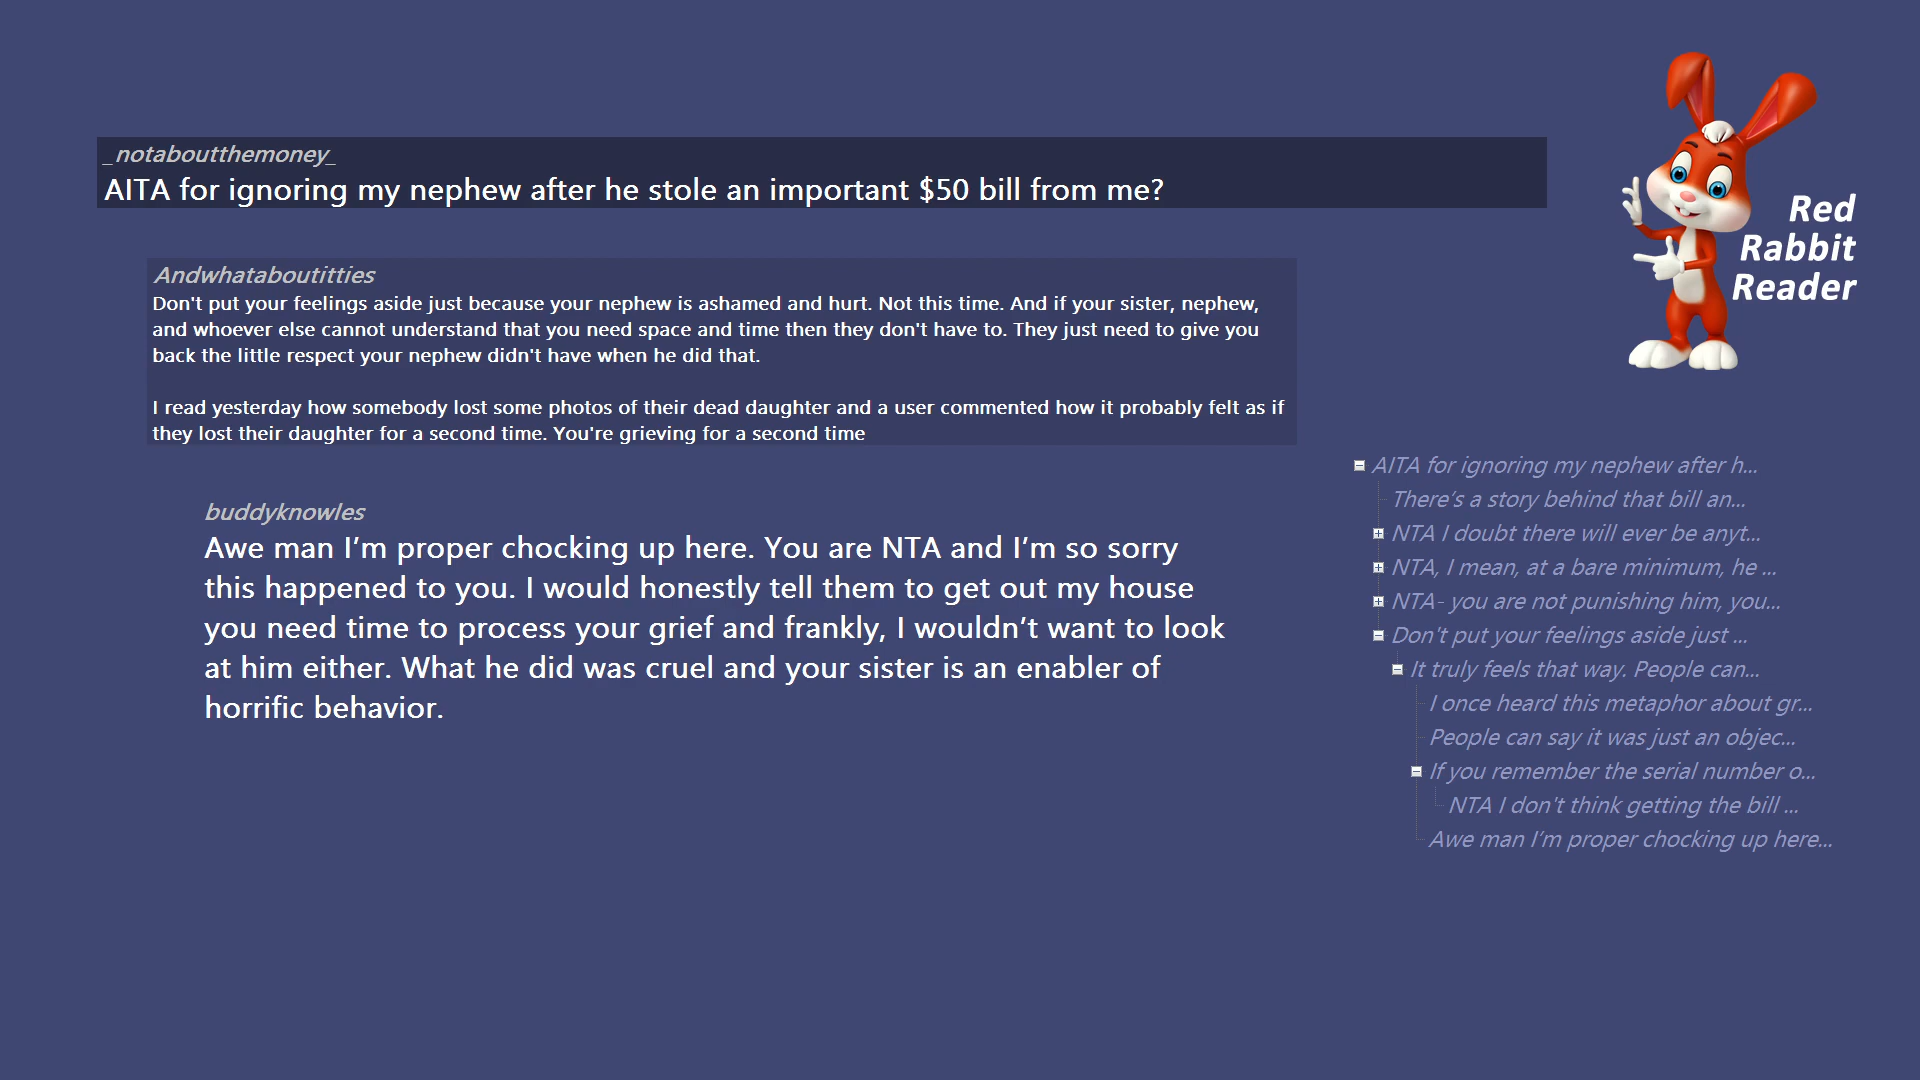 _notaboutthemoney_
AITA for ignoring my nephew after he stole an important $50 bill from me?
Red
Rabbit
Reader
Andwhataboutitties
Don't put your feelings aside just because your nephew is ashamed and hurt. Not this time. And if your sister, nephew,
and whoever else cannot understand that you need space and time then they don't have to. They just need to give you
back the little respect your nephew didn't have when he did that.
I read yesterday how somebody lost some photos of their dead daughter and a user commented how it probably felt as if
they lost their daughter for a second time. You're grieving for a second time
buddyknowles
Awe man I’m proper chocking up here. You are NTA and I’m so sorry
this happened to you. I would honestly tell them to get out my house
you need time to process your grief and frankly, I wouldn’t want to look
at him either. What he did was cruel and your sister is an enabler of
horrific behavior.
AITA for ignoring my nephew after h...
There’s a story behind that bill an...
NTA I doubt there will ever be anyt...
NTA, I mean, at a bare minimum, he ...
NTA- you are not punishing him, you...
Don't put your feelings aside just ...
It truly feels that way. People can...
I once heard this metaphor about gr...
People can say it was just an objec...
If you remember the serial number o...
NTA I don't think getting the bill ...
Awe man I’m proper chocking up here...